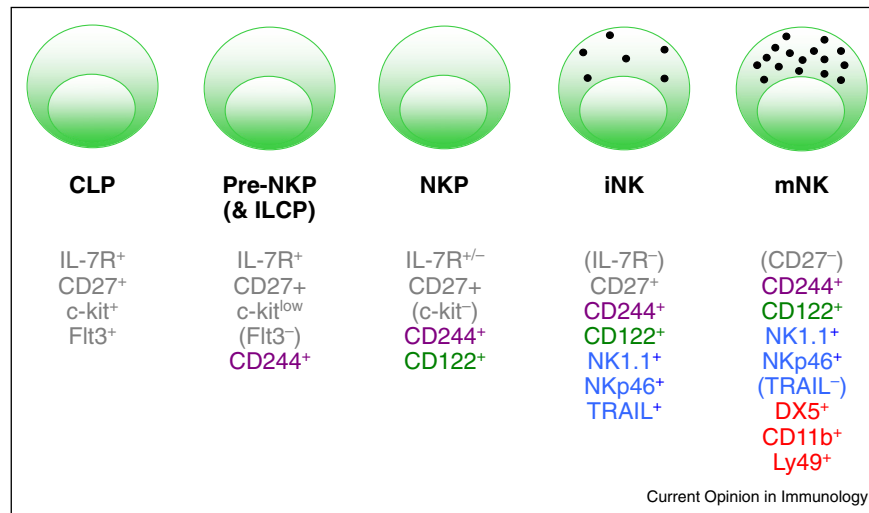 CLP
Pre-NKP
(& ILCP)
NKP
iNK
mNK
IL-7R⁺
CD27⁺
c-kit⁺
Flt3⁺
IL-7R⁺
CD27+
c-kitˡᵒʷ
(Flt3⁻)
CD244⁺
IL-7R⁺/⁻
CD27+
(c-kit⁻)
CD244⁺
CD122⁺
(IL-7R⁻)
CD27⁺
CD244⁺
CD122⁺
NK1.1⁺
NKp46⁺
TRAIL⁺
(CD27⁻)
CD244⁺
CD122⁺
NK1.1⁺
NKp46⁺
(TRAIL⁻)
DX5⁺
CD11b⁺
Ly49⁺
Current Opinion in Immunology